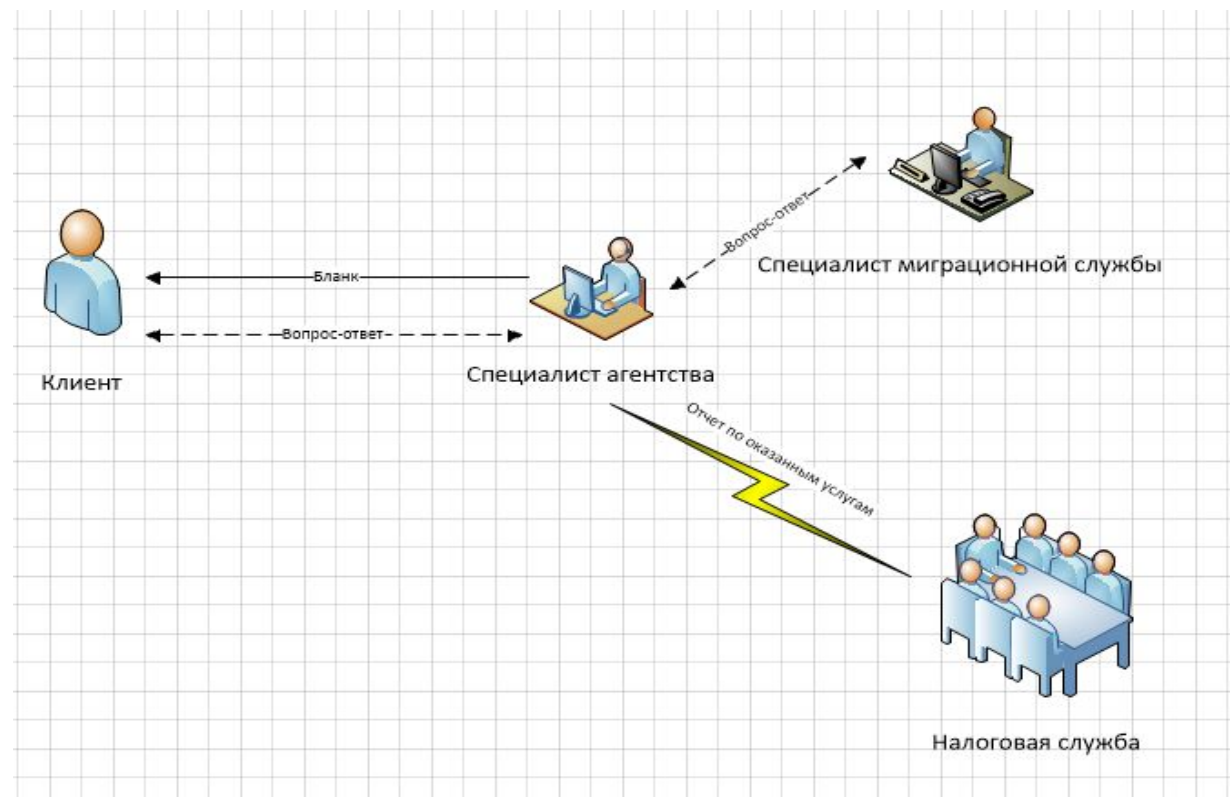 Вопрос-ответ
Специалист миграционной службы
Бланк
Вопрос-ответ
Клиент
Специалист агентства
Отчет по оказанным услугам
Налоговая служба